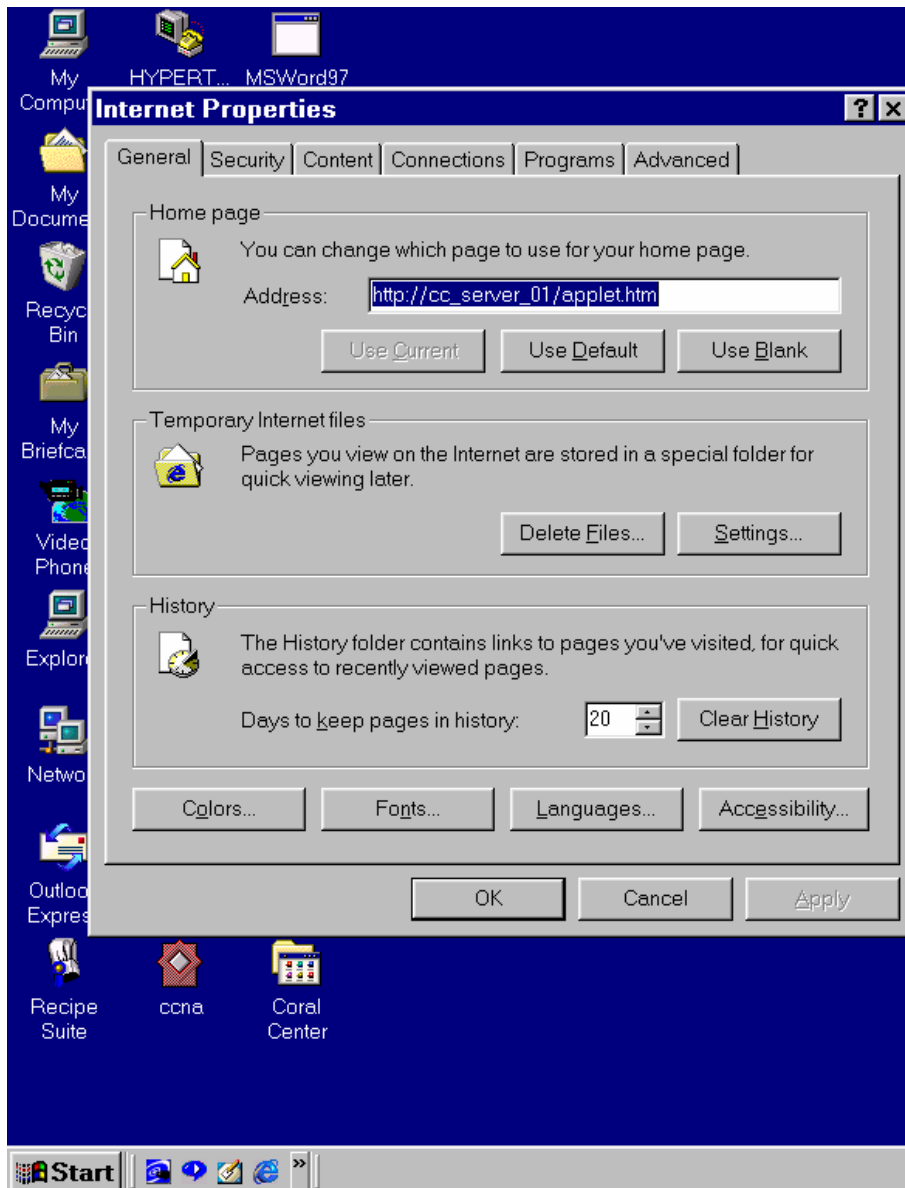 My
Compu
HYPERT...
MSWord97
Internet Properties
General Security Content Connections Programs Advanced
My
Docume
Home page
You can change which page to use for your home page.
Address: http://cc_server_01/applet.htm
Recyc
Bin
Use Current Use Default Use Blank
My
Briefca
Temporary Internet files
Pages you view on the Internet are stored in a special folder for
quick viewing later.
Video
Phone
Delete Files... Settings...
History
The History folder contains links to pages you've visited, for quick
access to recently viewed pages.
Explor
Days to keep pages in history: 20 Clear History
Netwo
Colors... Fonts... Languages... Accessibility...
Outloo
Expres
OK Cancel Apply
Recipe
Suite
ccna
Coral
Center
Start